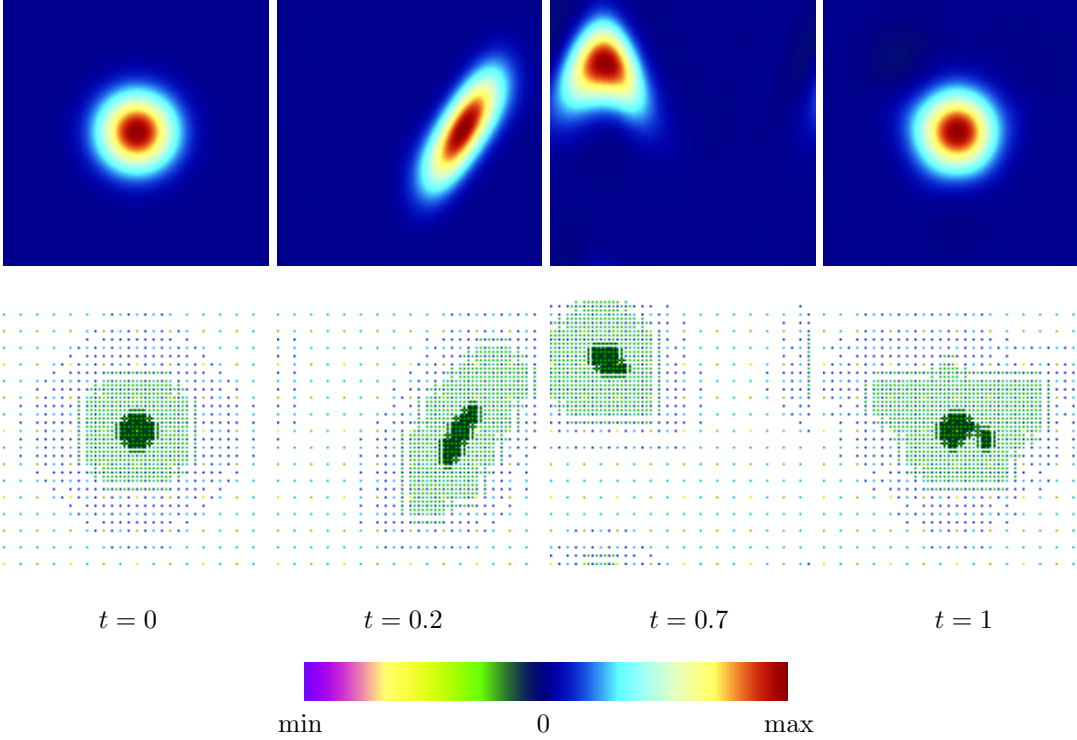 t = 0 t = 0.2 t = 0.7 t = 1
min 0 max